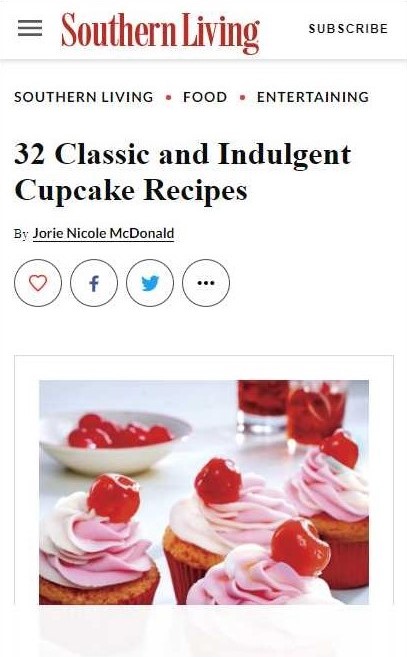 Southern Living
SUBSCRIBE
SOUTHERN LIVING • FOOD • ENTERTAINING
32 Classic and Indulgent
Cupcake Recipes
By Jorie Nicole McDonald